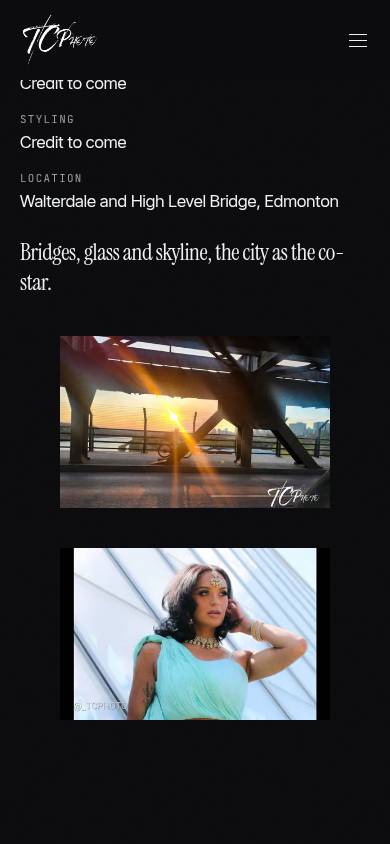 TCPHOTO
Credit to come
STYLING
Credit to come
LOCATION
Walterdale and High Level Bridge, Edmonton
Bridges, glass and skyline, the city as the co-
star.
TCPHOTO
@_TCPHOTO